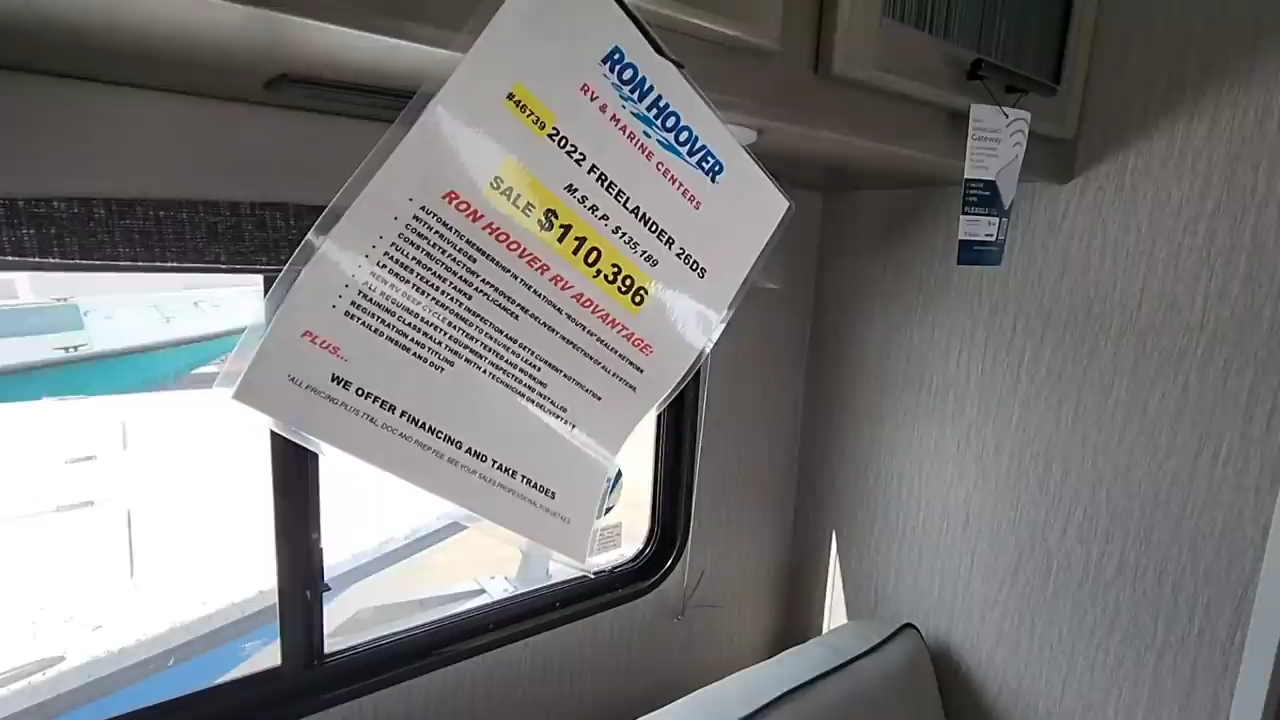 RON HOOVER
RV & MARINE CENTERS
#46739 2022 FREELANDER 26DS
M.S.R.P. $135,189
SALE $110,396
RON HOOVER RV ADVANTAGE:
• AUTOMATIC MEMBERSHIP IN THE NATIONAL "ROUTE 66" DEALER NETWORK
WITH PRIVILEGES
• COMPLETE FACTORY APPROVED PRE-DELIVERY INSPECTION OF ALL SYSTEMS,
CONSTRUCTION AND APPLICANCES.
• FULL PROPANE TANKS
• PASSES TEXAS STATE INSPECTION AND GETS CURRENT NOTIFICATION
• LP DROP TEST PERFORMED TO ENSURE NO LEAKS
• NEW RV DEEP CYCLE BATTERY TESTED AND WORKING
• ALL REQUIRED SAFETY EQUIPMENT INSPECTED AND INSTALLED
• TRAINING CLASS WALK THRU WITH A TECHNICIAN ON DELIVERY
• REGISTRATION AND TITLING
• DETAILED INSIDE AND OUT
PLUS...
WE OFFER FINANCING AND TAKE TRADES
*ALL PRICING PLUS TT&L, DOC AND PREP FEE. SEE YOUR SALES PROFESSIONAL FOR DETAILS
Gateway
FLEXSTEEL